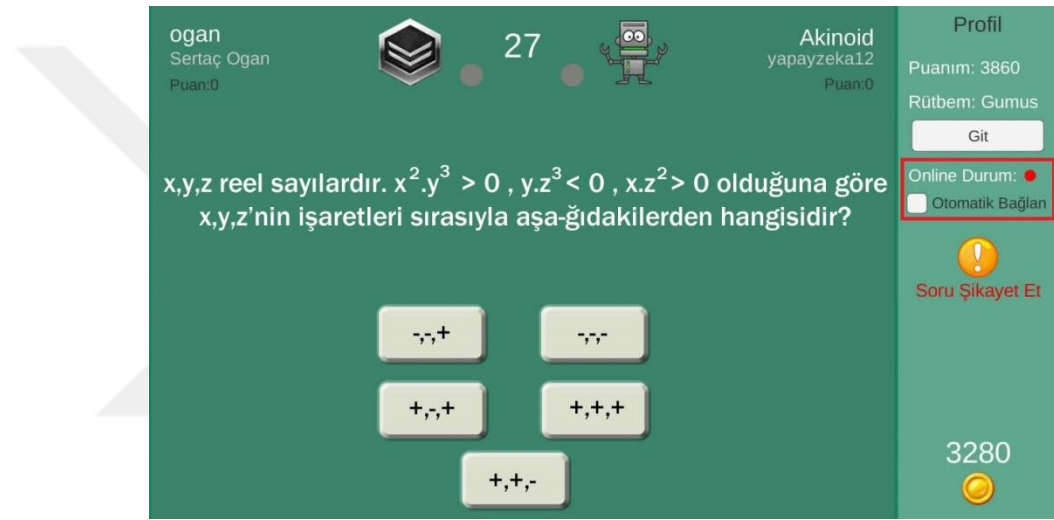 ogan
Sertaç Ogan
Puan:0
27
Akinoid
yapayzeka12
Puan:0
x,y,z reel sayılardır. x².y³ > 0 , y.z³< 0 , x.z²> 0 olduğuna göre
x,y,z'nin işaretleri sırasıyla aşa-ğıdakilerden hangisidir?
-,-,+
-,-,-
+,-,+
+,+,+
+,+,-
Profil
Puanım: 3860
Rütbem: Gumus
Git
Online Durum:
Otomatik Bağlan
Soru Şikayet Et
3280